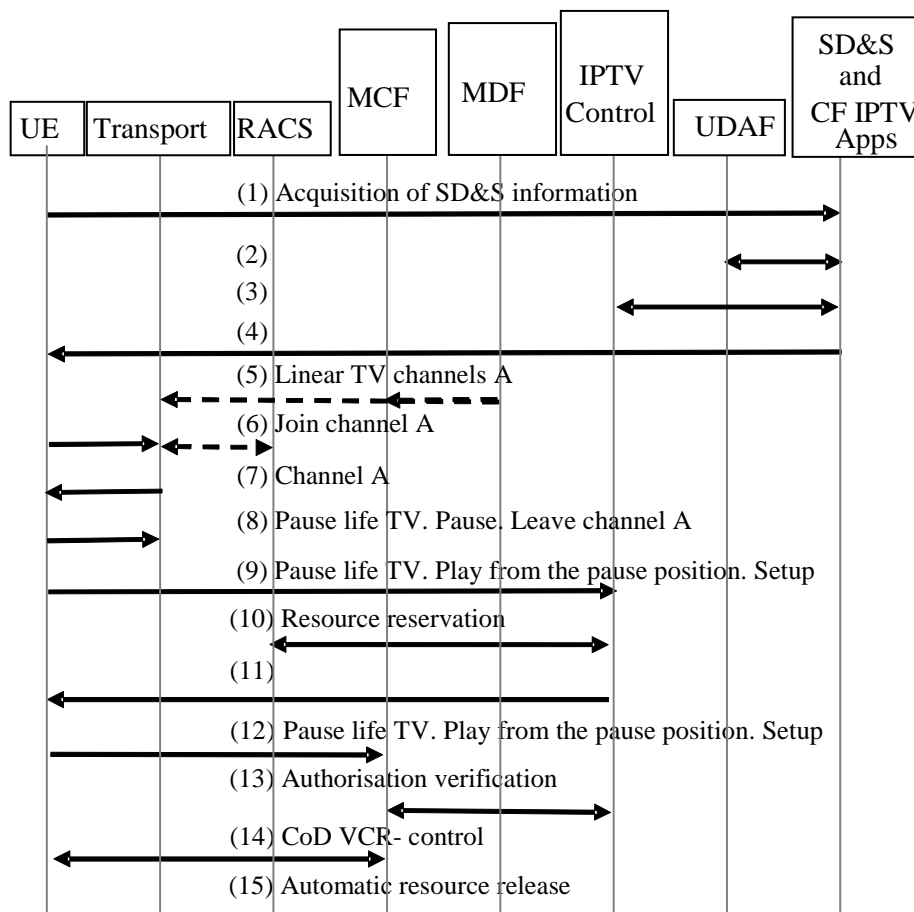 UE
Transport
RACS
MCF
MDF
IPTV
Control
UDAF
SD&S
and
CF IPTV
Apps
(1) Acquisition of SD&S information
(2)
(3)
(4)
(5) Linear TV channels A
(6) Join channel A
(7) Channel A
(8) Pause life TV. Pause. Leave channel A
(9) Pause life TV. Play from the pause position. Setup
(10) Resource reservation
(11)
(12) Pause life TV. Play from the pause position. Setup
(13) Authorisation verification
(14) CoD VCR- control
(15) Automatic resource release